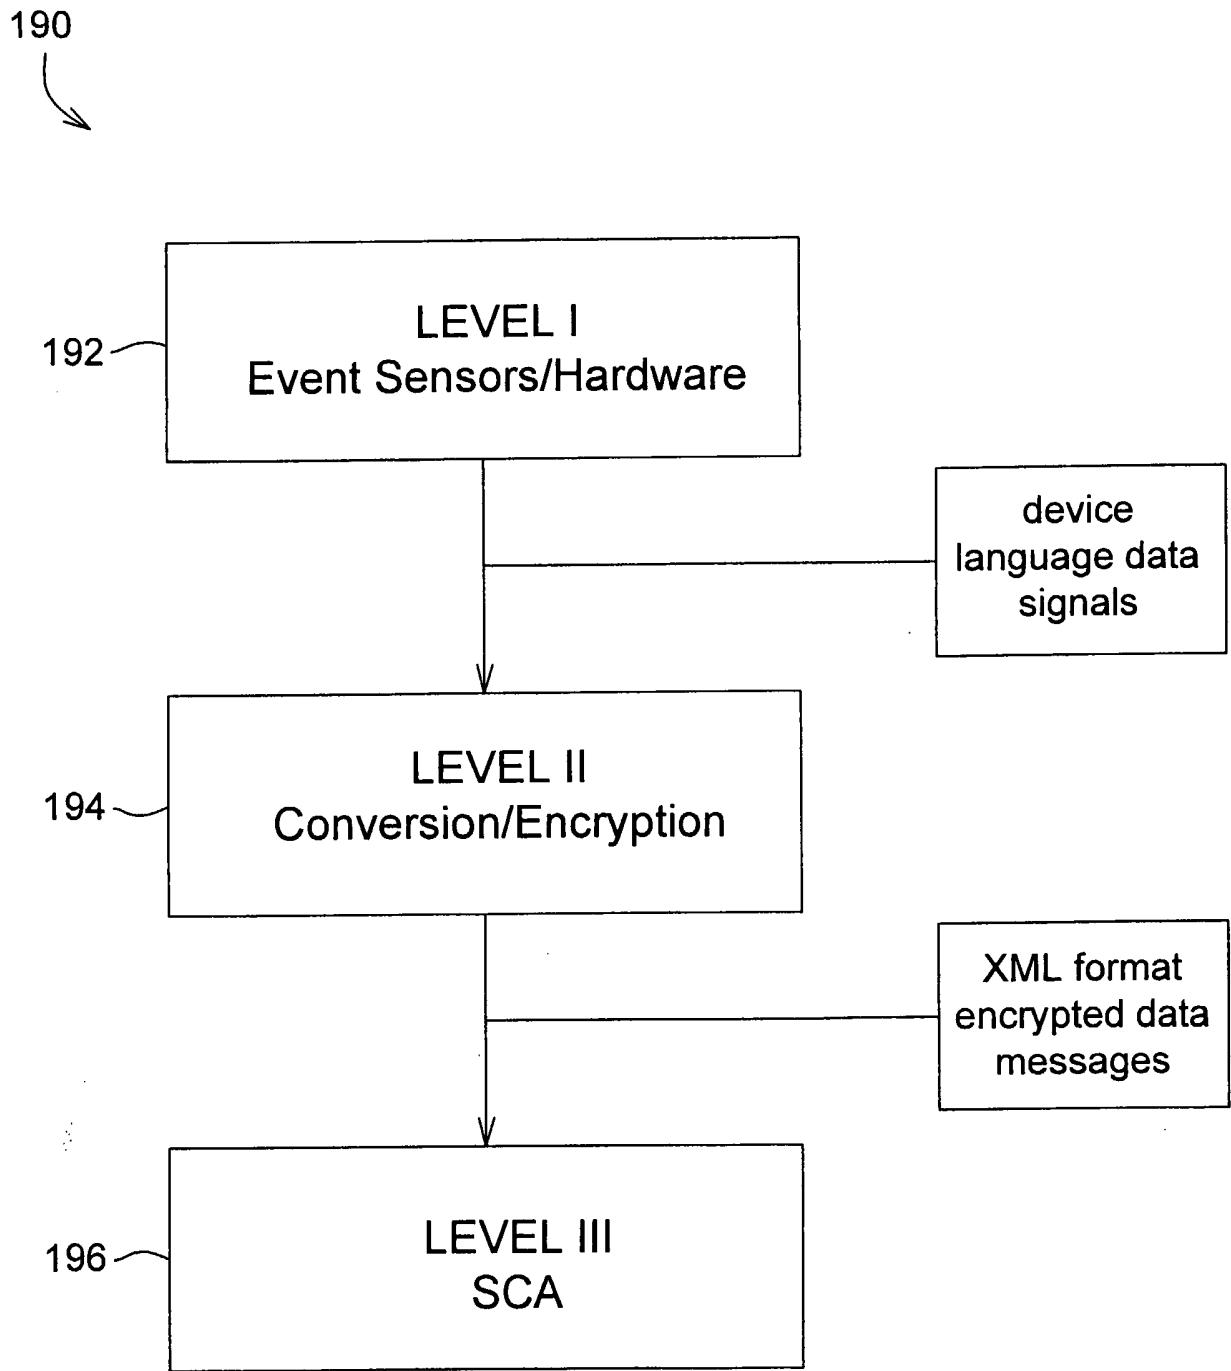 190
LEVEL I
192
Event Sensors/Hardware
device
language data
signals
LEVEL II
194
Conversion/Encryption
XML format
encrypted data
messages
LEVEL III
196
SCA